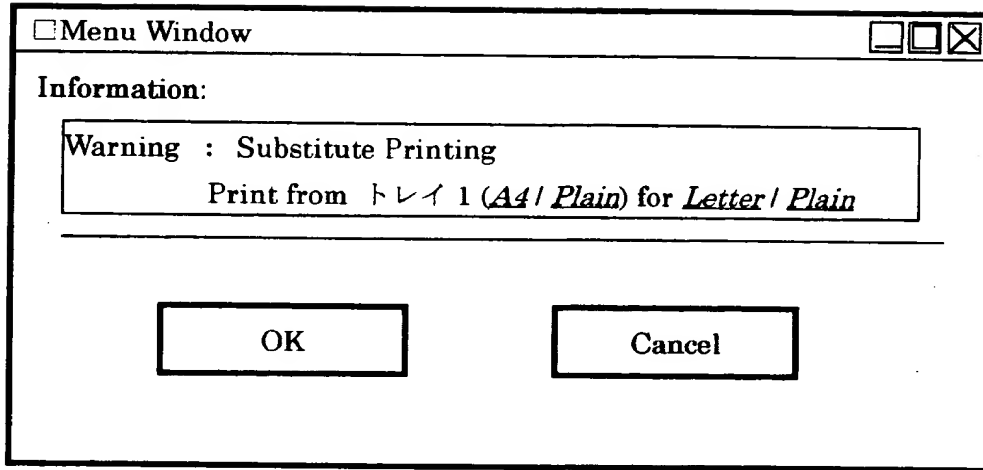 Menu Window
Information:
Warning : Substitute Printing
Print from トレイ 1 (A4 / Plain) for Letter / Plain
OK
Cancel